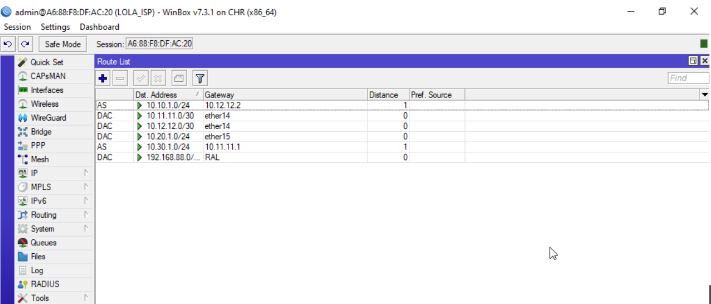 admin@A6:88:F8:DF:AC:20 (LOLA_ISP) - WinBox v7.3.1 on CHR (x86_64)
Session Settings Dashboard
Safe Mode Session: A6:88:F8:DF:AC:20
Quick Set
CAPsMAN
Interfaces
Wireless
WireGuard
Bridge
PPP
Mesh
IP
MPLS
IPv6
Routing
System
Queues
Files
Log
RADIUS
Tools
Route List
Find
Dst. Address / Gateway Distance Pref. Source
AS 10.10.1.0/24 10.12.12.2 1
DAC 10.11.11.0/30 ether14 0
DAC 10.12.12.0/30 ether14 0
DAC 10.20.1.0/24 ether15 0
AS 10.30.1.0/24 10.11.11.1 1
DAC 192.168.88.0/... RAL 0